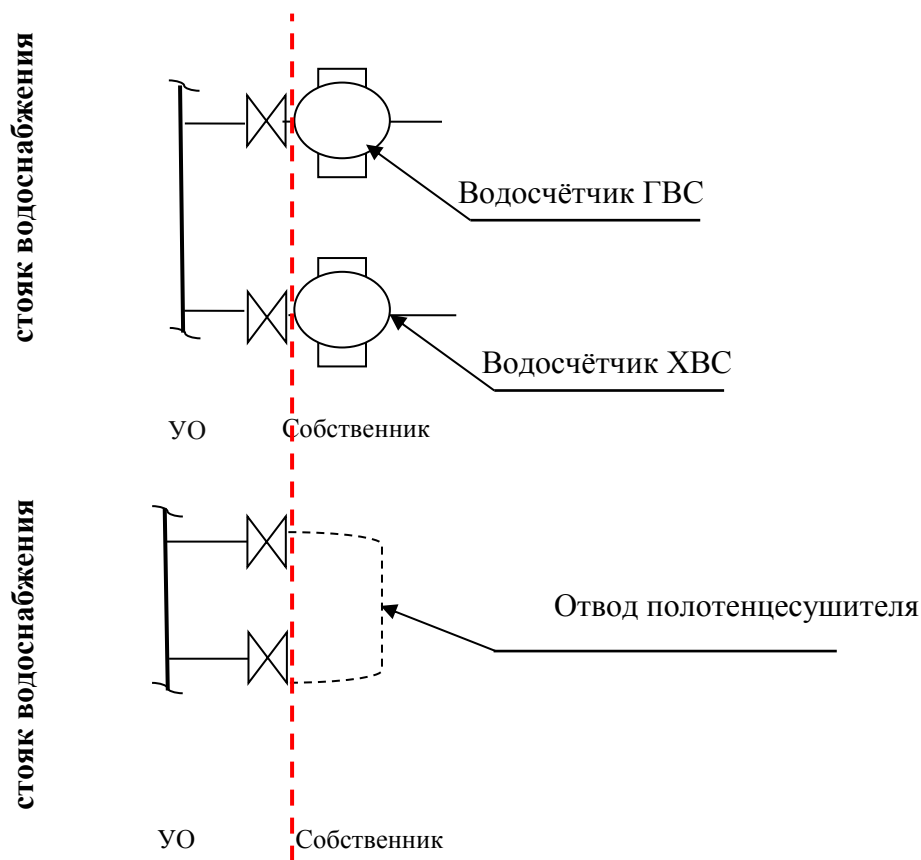 стояк водоснабжения
Водосчётчик ГВС
Водосчётчик ХВС
УО
Собственник
стояк водоснабжения
Отвод полотенцесушителя
УО
Собственник